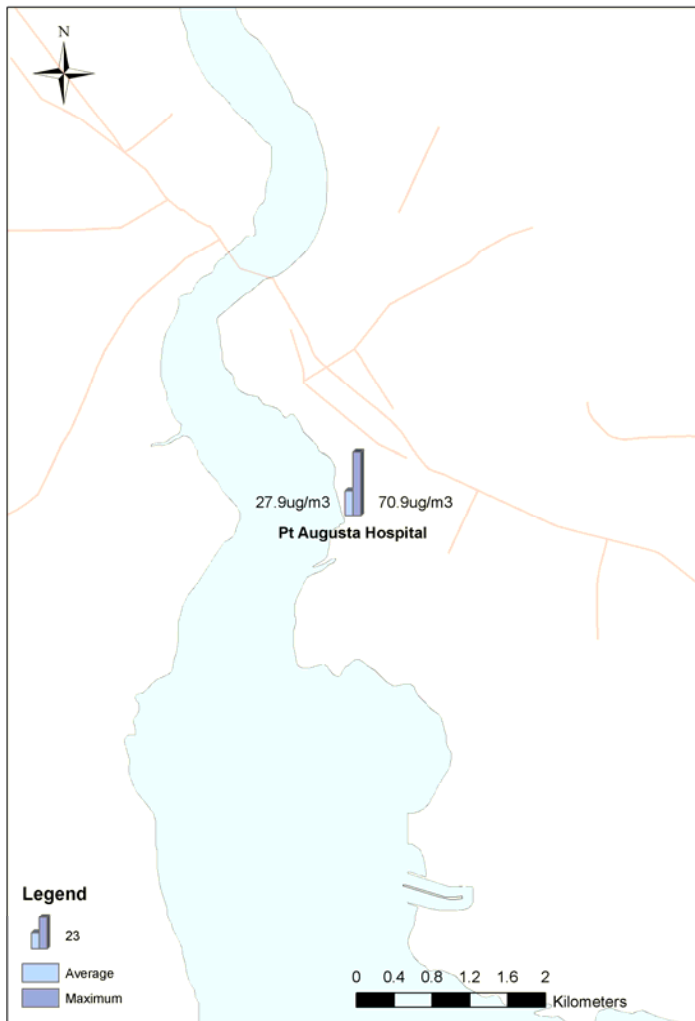 N
27.9ug/m3 70.9ug/m3
Pt Augusta Hospital
Legend
23
Average
Maximum
0 0.4 0.8 1.2 1.6 2
Kilometers